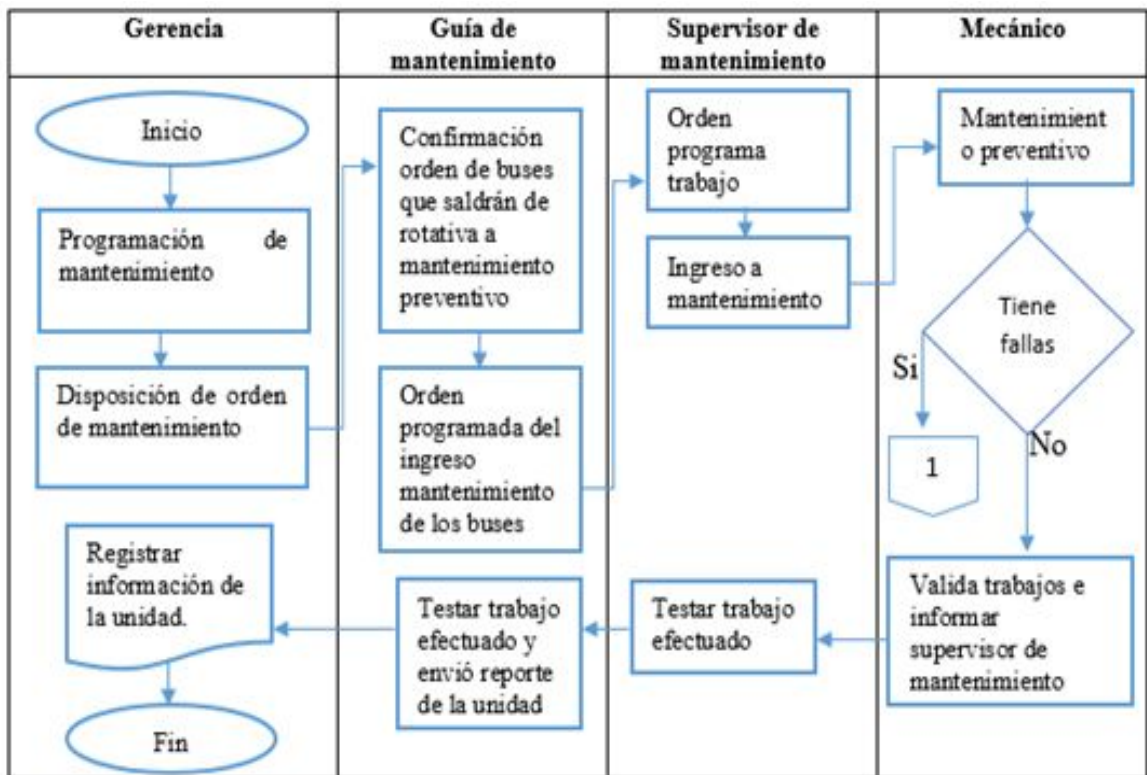 Gerencia
Guía de
mantenimiento
Supervisor de
mantenimiento
Mecánico
Inicio
Programación de
mantenimiento
Disposición de orden
de mantenimiento
Confirmación
orden de buses
que saldrán de
rotativa a
mantenimiento
preventivo
Orden
programada del
ingreso
mantenimiento
de los buses
Orden
programa
trabajo
Ingreso a
mantenimiento
Mantenimient
o preventivo
Tiene
fallas
Si
1
No
Valida trabajos e
informar
supervisor de
mantenimiento
Testar trabajo
efectuado
Testar trabajo
efectuado y
envió reporte
de la unidad
Registrar
información de
la unidad.
Fin